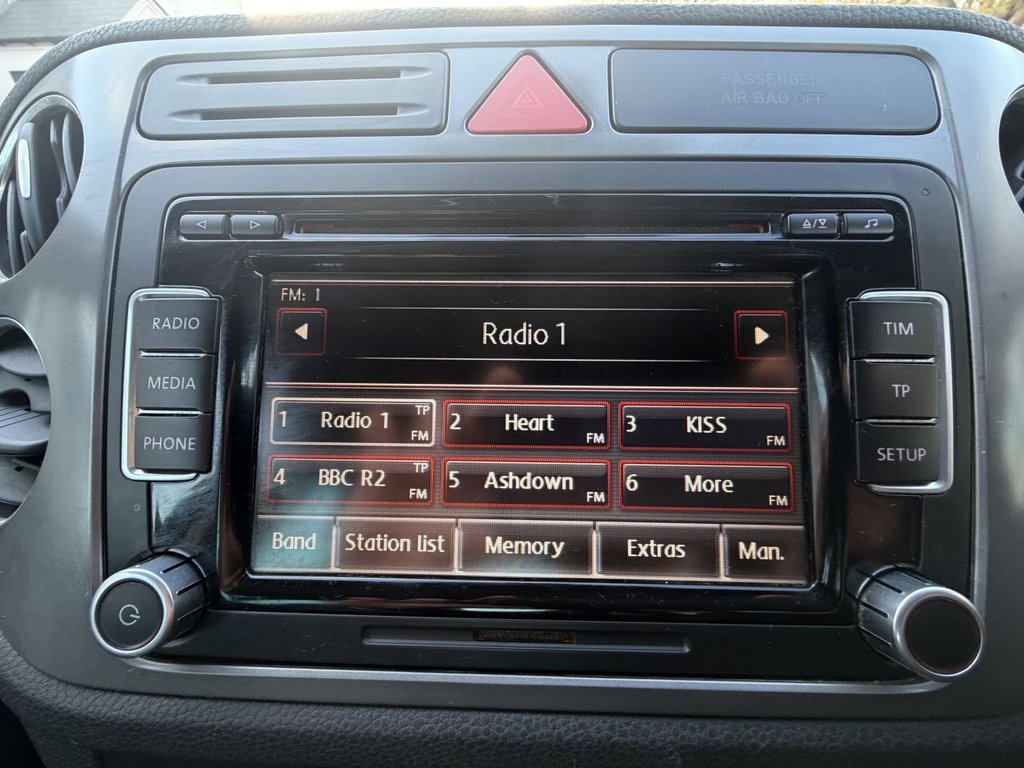 PASSENGER
AIR BAG OFF
FM: 1
Radio 1
RADIO
MEDIA
PHONE
TIM
TP
SETUP
1 Radio 1 TP FM
2 Heart FM
3 KISS FM
4 BBC R2 TP FM
5 Ashdown FM
6 More FM
Band Station list Memory Extras Man.